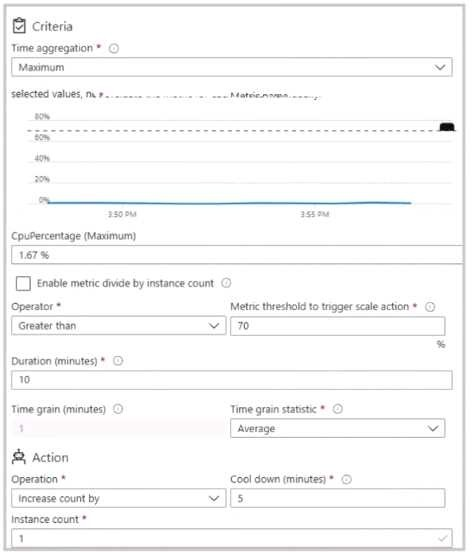 Criteria
Time aggregation *
Maximum
selected values,
80%
60%
40%
20%
0%
3:50 PM
3:55 PM
CpuPercentage (Maximum)
1.67 %
Enable metric divide by instance count
Operator *
Metric threshold to trigger scale action *
Greater than
70
%
Duration (minutes) *
10
Time grain (minutes)
Time grain statistic *
1
Average
Action
Operation *
Cool down (minutes) *
Increase count by
5
Instance count *
1